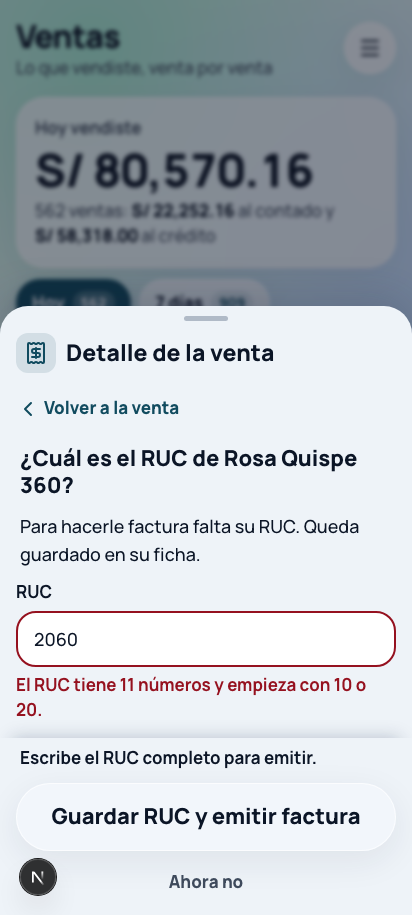 Ventas
Lo que vendiste, venta por venta
Hoy vendiste
S/ 80,570.16
562 ventas: S/ 22,252.16 al contado y
S/ 58,318.00 al crédito
Hoy 562
7 días 909
Detalle de la venta
Volver a la venta
¿Cuál es el RUC de Rosa Quispe
360?
Para hacerle factura falta su RUC. Queda
guardado en su ficha.
RUC
2060
El RUC tiene 11 números y empieza con 10 o
20.
Escribe el RUC completo para emitir.
Guardar RUC y emitir factura
N
Ahora no